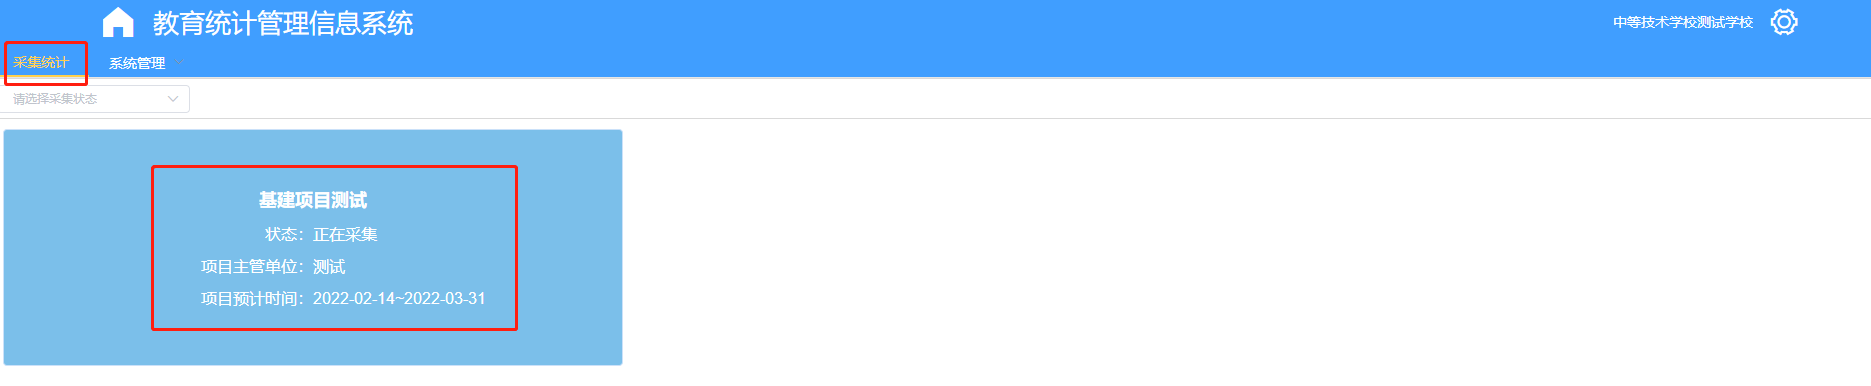 教育统计管理信息系统
中等技术学校测试学校
采集统计 系统管理
请选择采集状态
基建项目测试
状态：正在采集
项目主管单位：测试
项目预计时间：2022-02-14~2022-03-31